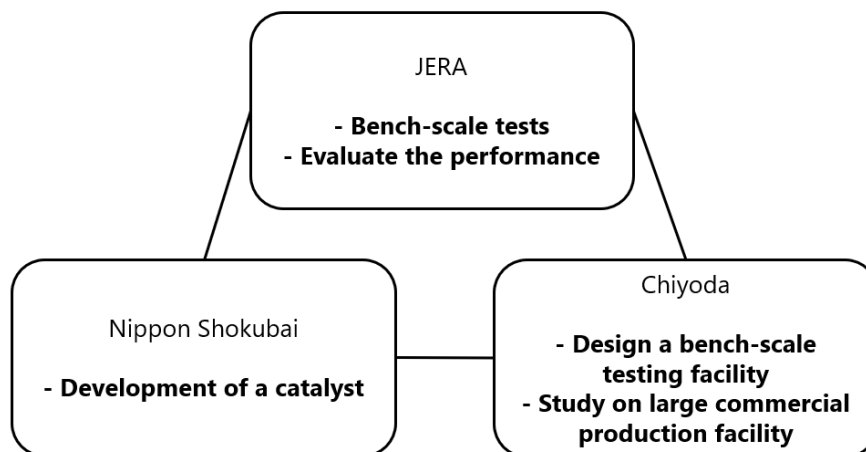 JERA
- Bench-scale tests
- Evaluate the performance
Nippon Shokubai
- Development of a catalyst
Chiyoda
- Design a bench-scale
testing facility
- Study on large commercial
production facility